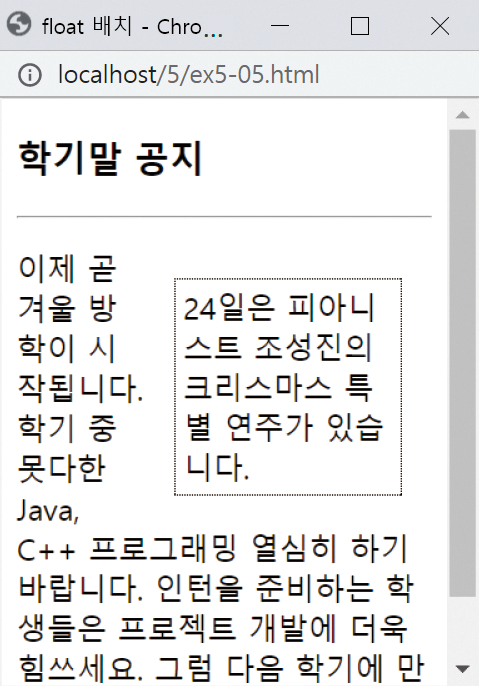 float 배치 - Chro...
localhost/5/ex5-05.html
학기말 공지
이제 곧
겨울 방
학이 시
작됩니다.
학기 중
못다한
Java,
24일은 피아니
스트 조성진의
크리스마스 특
별 연주가 있습
니다.
C++ 프로그래밍 열심히 하기
바랍니다. 인턴을 준비하는 학
생들은 프로젝트 개발에 더욱
힘쓰세요. 그럼 다음 학기에 만